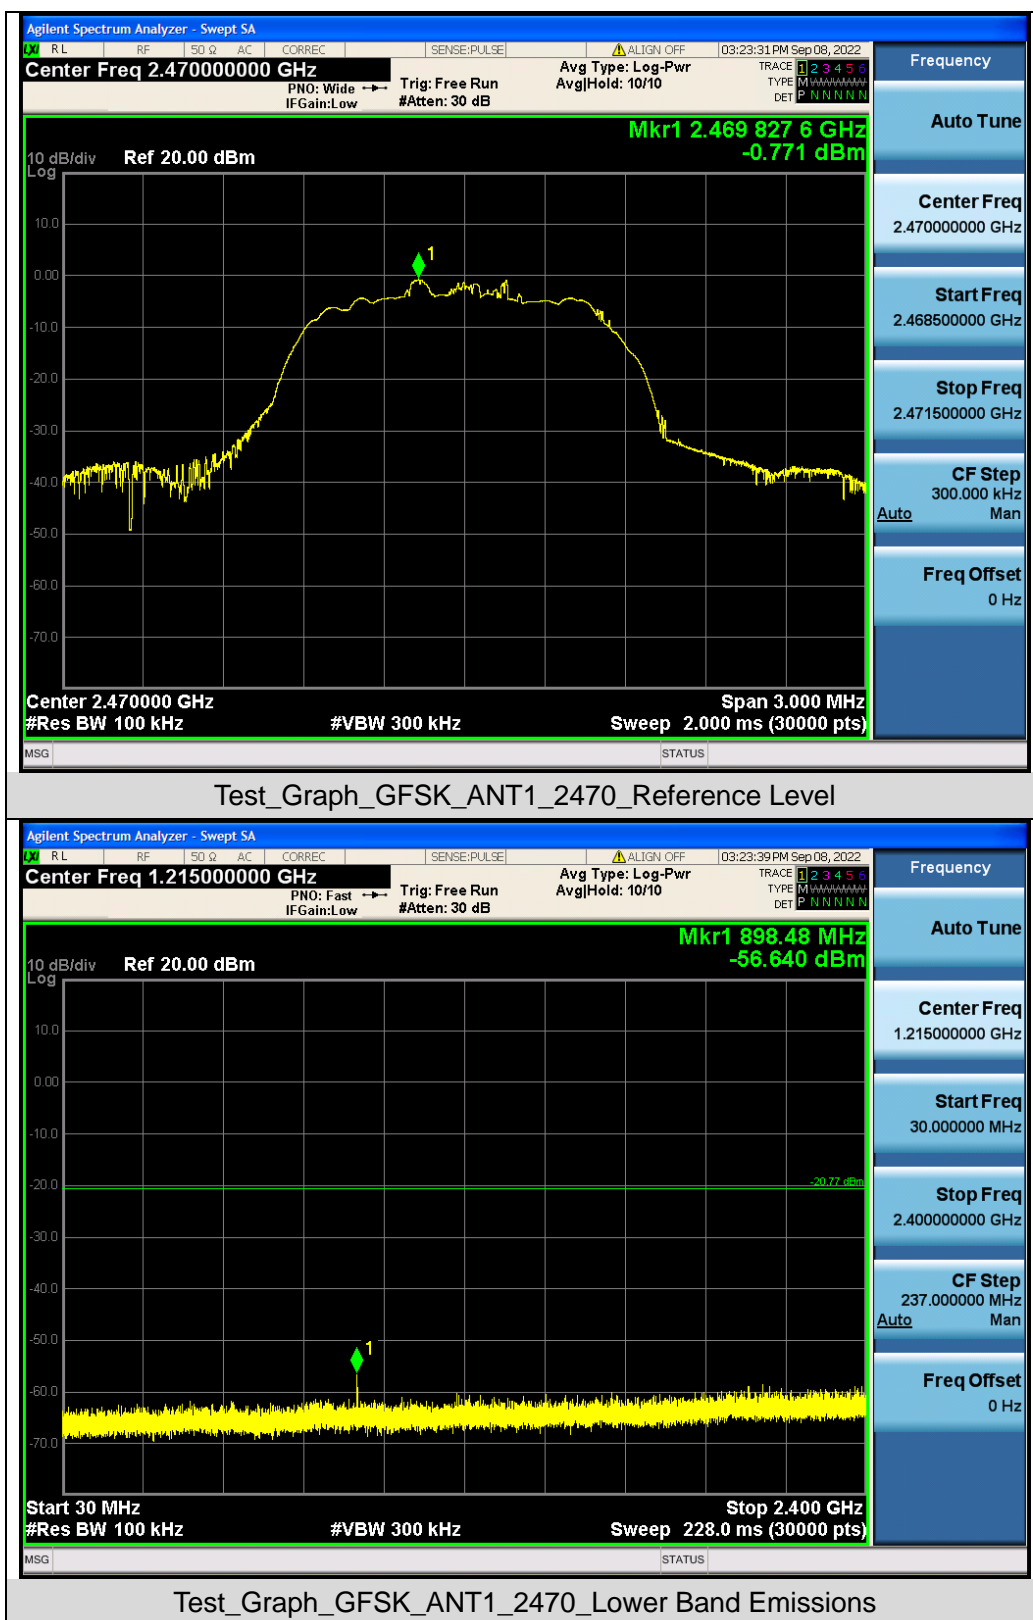 Agilent Spectrum Analyzer - Swept SA
LXI RL RF 50 Ω AC CORREC SENSE:PULSE ALIGN OFF 03:23:31 PM Sep 08, 2022
Center Freq 2.470000000 GHz
PNO: Wide
IFGain:Low
Trig: Free Run
#Atten: 30 dB
Avg Type: Log-Pwr
Avg|Hold: 10/10
TRACE 1 2 3 4 5 6
TYPE M WWWWW
DET P N N N N N
Mkr1 2.469 827 6 GHz
-0.771 dBm
10 dB/div Ref 20.00 dBm
Log
10.0
1
0.00
-10.0
-20.0
-30.0
-40.0
-50.0
-60.0
-70.0
Center 2.470000 GHz Span 3.000 MHz
#Res BW 100 kHz #VBW 300 kHz Sweep 2.000 ms (30000 pts)
MSG STATUS
Frequency
Auto Tune
Center Freq
2.470000000 GHz
Start Freq
2.468500000 GHz
Stop Freq
2.471500000 GHz
CF Step
300.000 kHz
Auto Man
Freq Offset
0 Hz
Test_Graph_GFSK_ANT1_2470_Reference Level
Agilent Spectrum Analyzer - Swept SA
LXI RL RF 50 Ω AC CORREC SENSE:PULSE ALIGN OFF 03:23:39 PM Sep 08, 2022
Center Freq 1.215000000 GHz
PNO: Fast
IFGain:Low
Trig: Free Run
#Atten: 30 dB
Avg Type: Log-Pwr
Avg|Hold: 10/10
TRACE 1 2 3 4 5 6
TYPE M WWWWW
DET P N N N N N
Mkr1 898.48 MHz
-56.640 dBm
10 dB/div Ref 20.00 dBm
Log
10.0
0.00
-10.0
-20.0
-20.77 dBm
-30.0
-40.0
-50.0
1
-60.0
-70.0
Start 30 MHz Stop 2.400 GHz
#Res BW 100 kHz #VBW 300 kHz Sweep 228.0 ms (30000 pts)
MSG STATUS
Frequency
Auto Tune
Center Freq
1.215000000 GHz
Start Freq
30.000000 MHz
Stop Freq
2.400000000 GHz
CF Step
237.000000 MHz
Auto Man
Freq Offset
0 Hz
Test_Graph_GFSK_ANT1_2470_Lower Band Emissions